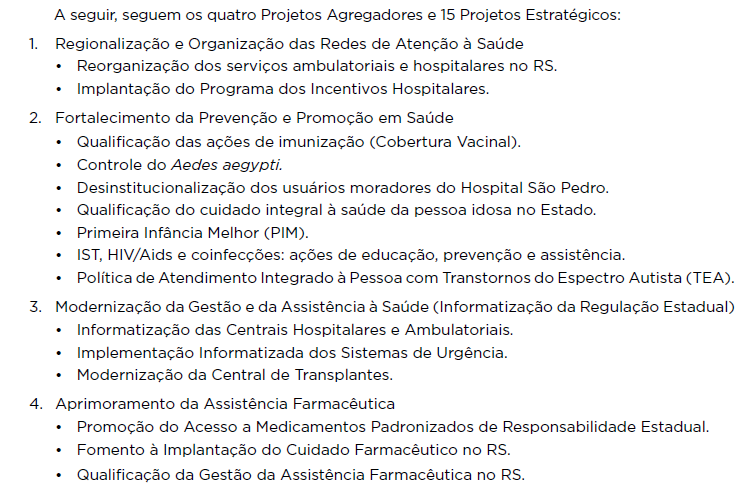 A seguir, seguem os quatro Projetos Agregadores e 15 Projetos Estratégicos:
1. Regionalização e Organização das Redes de Atenção à Saúde
• Reorganização dos serviços ambulatoriais e hospitalares no RS.
• Implantação do Programa dos Incentivos Hospitalares.
2. Fortalecimento da Prevenção e Promoção em Saúde
• Qualificação das ações de imunização (Cobertura Vacinal).
• Controle do Aedes aegypti.
• Desinstitucionalização dos usuários moradores do Hospital São Pedro.
• Qualificação do cuidado integral à saúde da pessoa idosa no Estado.
• Primeira Infância Melhor (PIM).
• IST, HIV/Aids e coinfecções: ações de educação, prevenção e assistência.
• Política de Atendimento Integrado à Pessoa com Transtornos do Espectro Autista (TEA).
3. Modernização da Gestão e da Assistência à Saúde (Informatização da Regulação Estadual)
• Informatização das Centrais Hospitalares e Ambulatoriais.
• Implementação Informatizada dos Sistemas de Urgência.
• Modernização da Central de Transplantes.
4. Aprimoramento da Assistência Farmacêutica
• Promoção do Acesso a Medicamentos Padronizados de Responsabilidade Estadual.
• Fomento à Implantação do Cuidado Farmacêutico no RS.
• Qualificação da Gestão da Assistência Farmacêutica no RS.